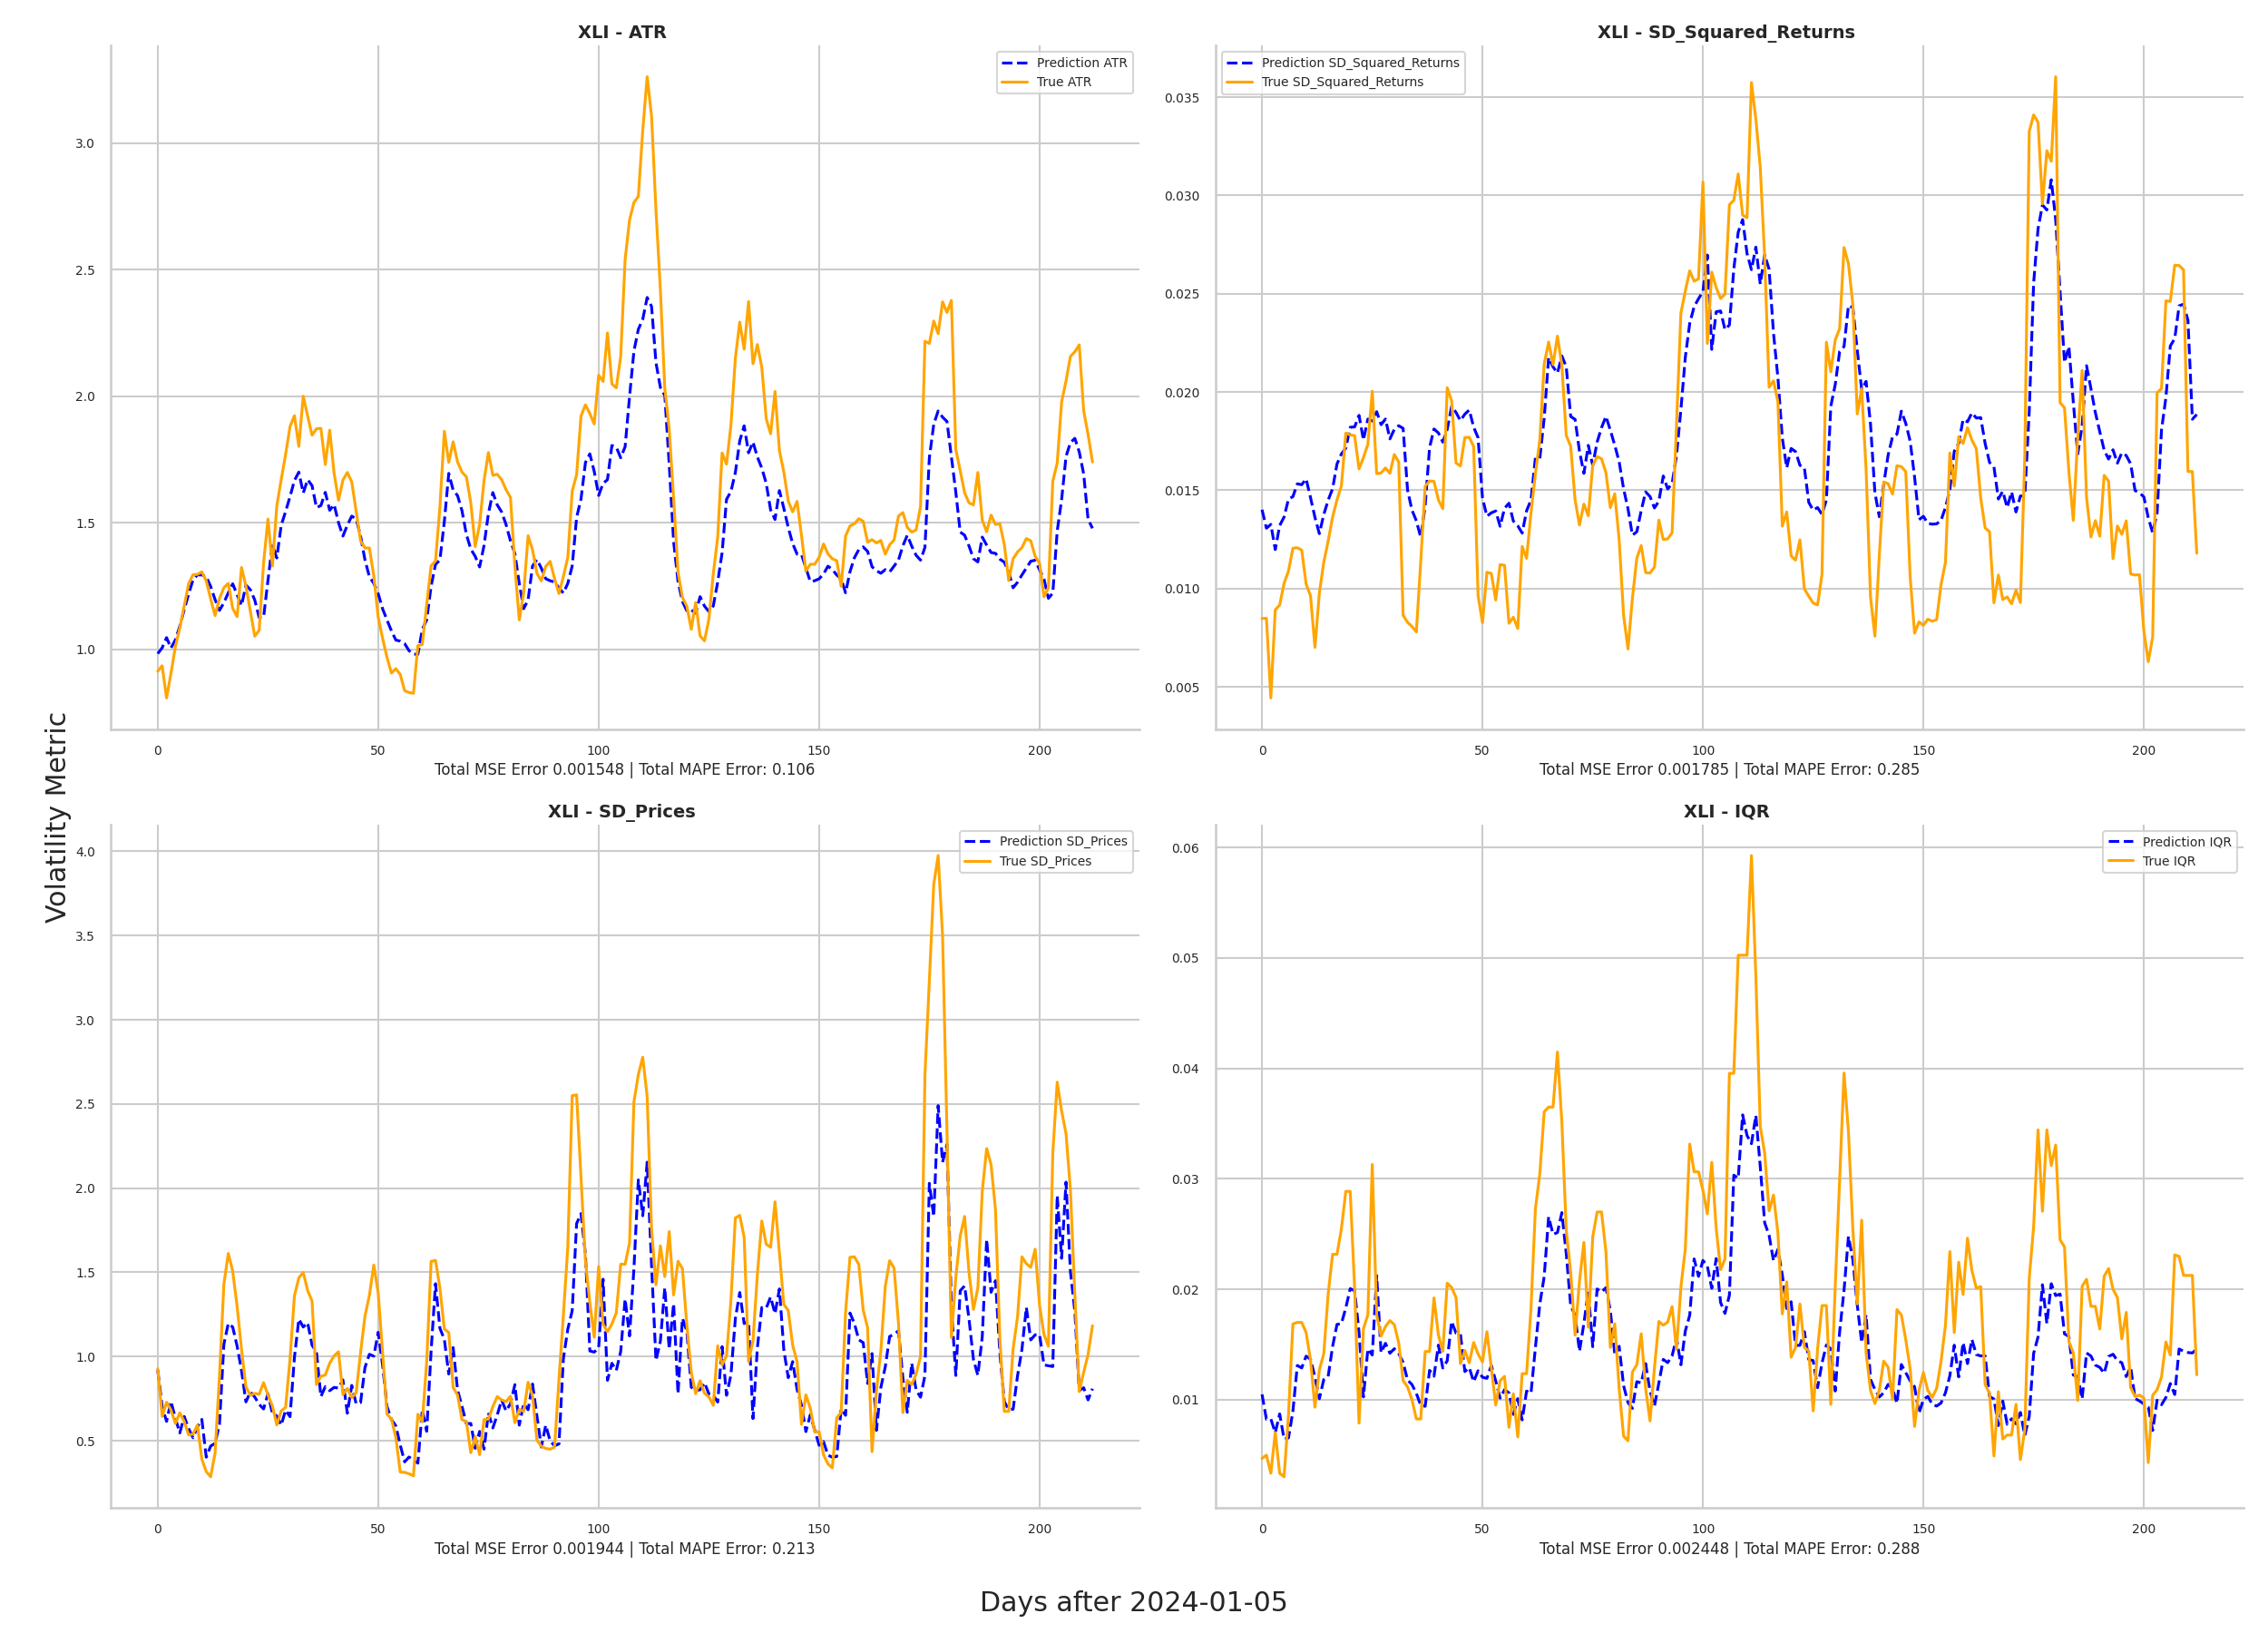 XLI - ATR
Prediction ATR
True ATR
3.0
2.5
2.0
1.5
1.0
0 50 100 150 200
Total MSE Error 0.001548 | Total MAPE Error: 0.106
XLI - SD_Squared_Returns
Prediction SD_Squared_Returns
True SD_Squared_Returns
0.035
0.030
0.025
0.020
0.015
0.010
0.005
0 50 100 150 200
Total MSE Error 0.001785 | Total MAPE Error: 0.285
Volatility Metric
XLI - SD_Prices
Prediction SD_Prices
True SD_Prices
4.0
3.5
3.0
2.5
2.0
1.5
1.0
0.5
0 50 100 150 200
Total MSE Error 0.001944 | Total MAPE Error: 0.213
XLI - IQR
Prediction IQR
True IQR
0.06
0.05
0.04
0.03
0.02
0.01
0 50 100 150 200
Total MSE Error 0.002448 | Total MAPE Error: 0.288
Days after 2024-01-05